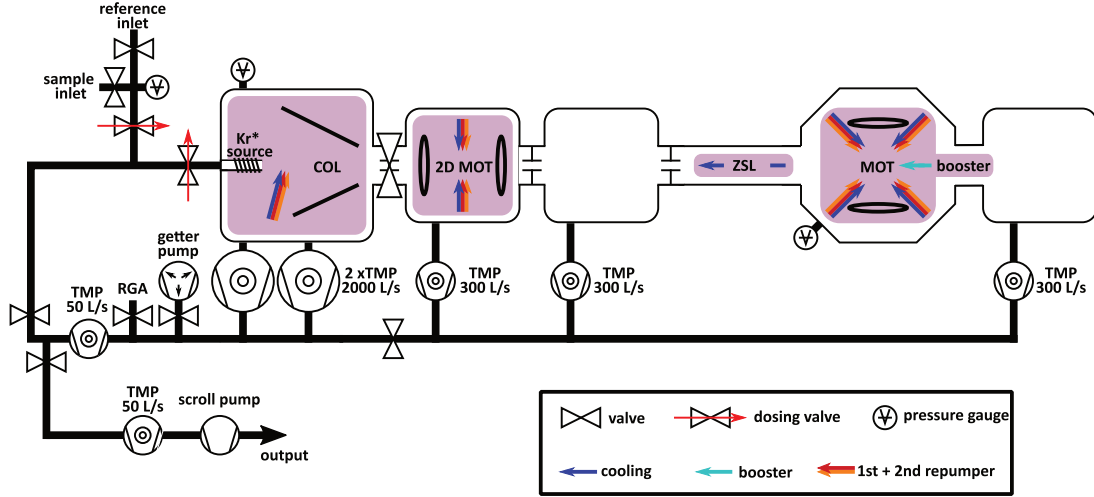 reference
inlet
sample
inlet
Kr*
source
COL
2D MOT
ZSL
MOT
booster
getter
pump
RGA
TMP
50 L/s
2 xTMP
2000 L/s
TMP
300 L/s
TMP
300 L/s
TMP
300 L/s
TMP
50 L/s
scroll pump
output
valve
dosing valve
pressure gauge
cooling
booster
1st + 2nd repumper